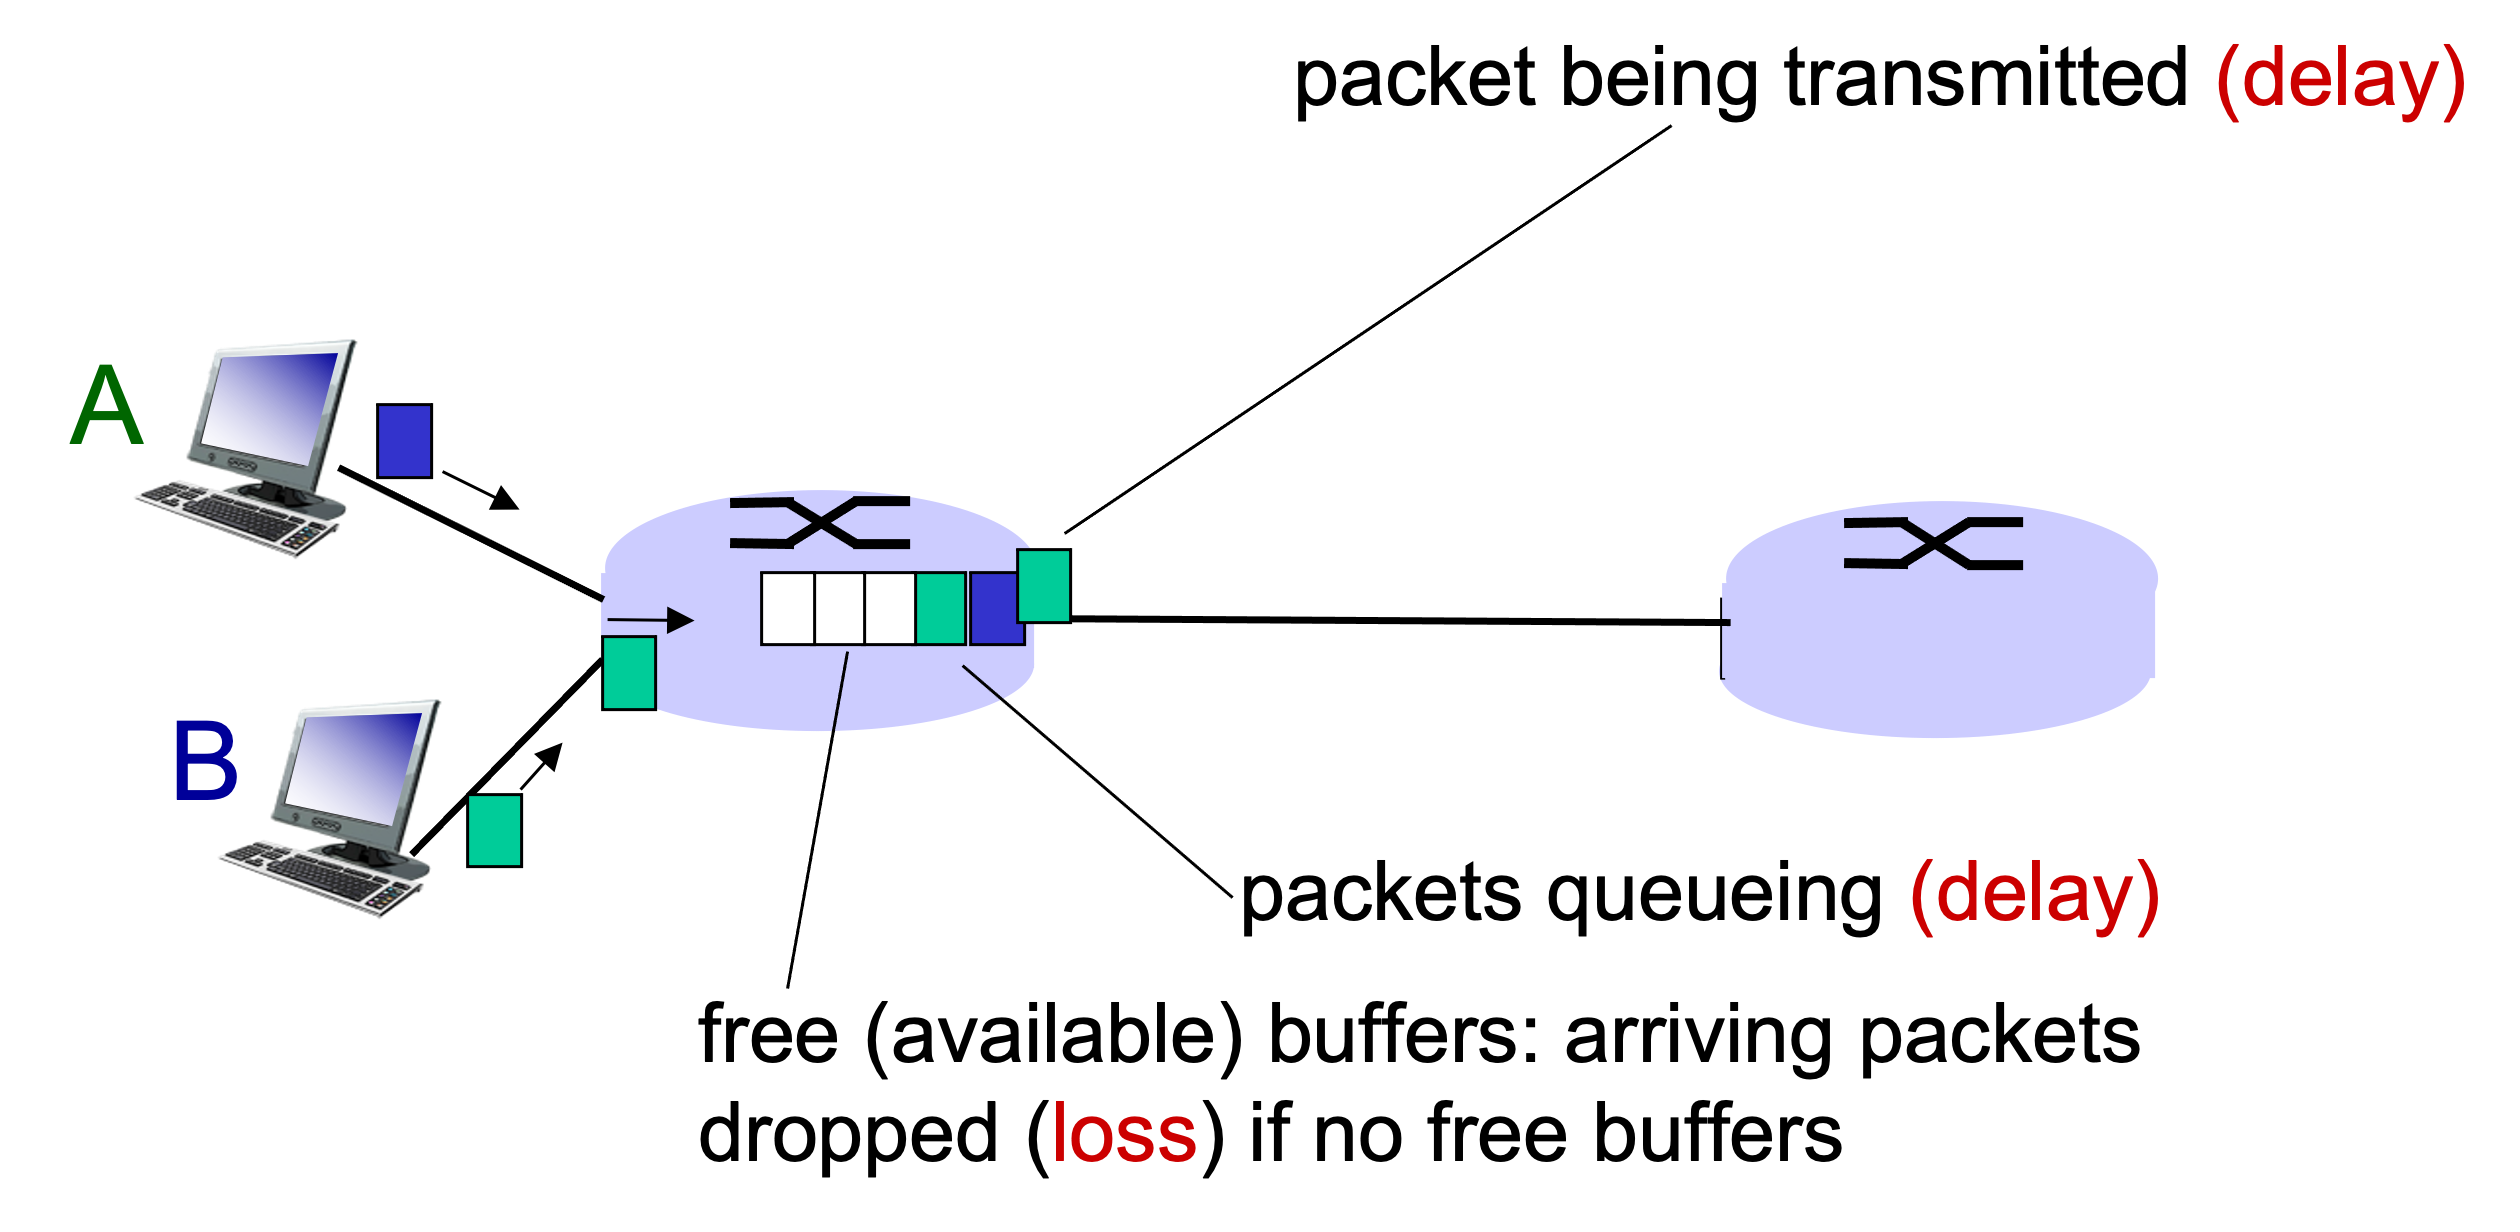 packet being transmitted (delay)
A
B
packets queueing (delay)
free (available) buffers: arriving packets
dropped (loss) if no free buffers